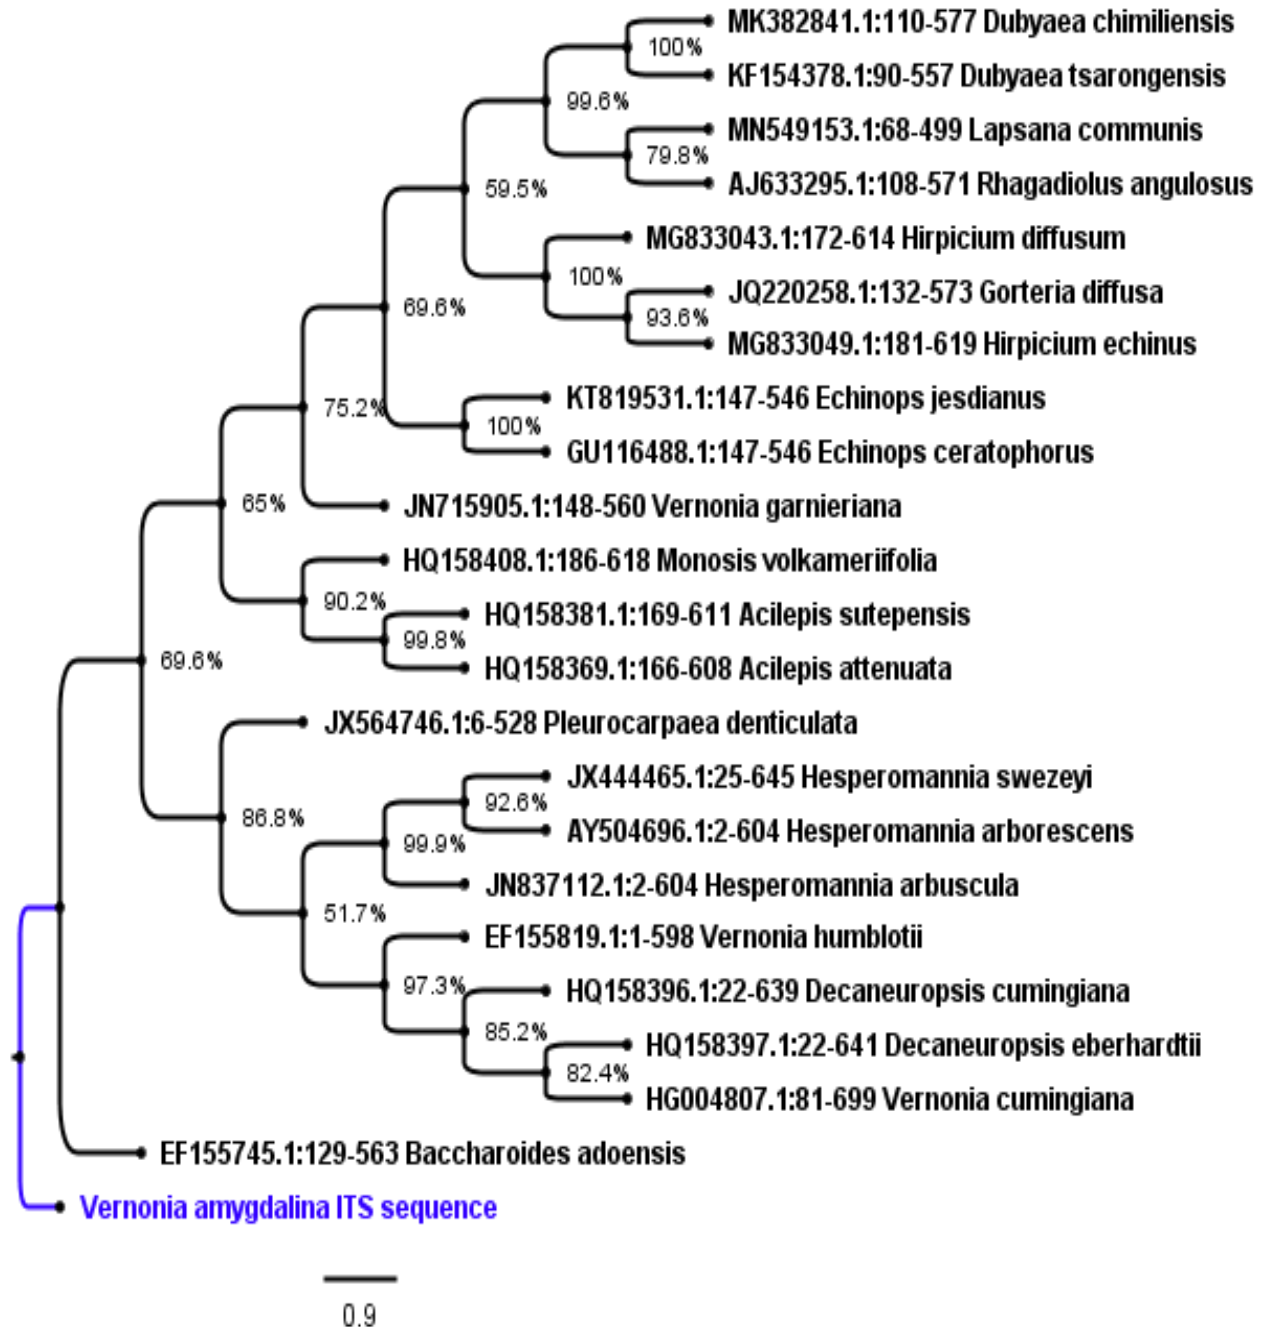 MK382841.1:110-577 Dubyaea chimiliensis
100%
KF154378.1:90-557 Dubyaea tsarongensis
99.6%
MN549153.1:68-499 Lapsana communis
79.8%
AJ633295.1:108-571 Rhagadiolus angulosus
59.5%
MG833043.1:172-614 Hirpicium diffusum
100%
JQ220258.1:132-573 Gorteria diffusa
69.6%
93.6%
MG833049.1:181-619 Hirpicium echinus
KT819531.1:147-546 Echinops jesdianus
75.2%
100%
GU116488.1:147-546 Echinops ceratophorus
65%
JN715905.1:148-560 Vernonia garnieriana
HQ158408.1:186-618 Monosis volkameriifolia
90.2%
HQ158381.1:169-611 Acilepis sutepensis
99.8%
69.6%
HQ158369.1:166-608 Acilepis attenuata
JX564746.1:6-528 Pleurocarpaea denticulata
JX444465.1:25-645 Hesperomannia swezeyi
92.6%
86.8%
AY504696.1:2-604 Hesperomannia arborescens
99.9%
JN837112.1:2-604 Hesperomannia arbuscula
51.7%
EF155819.1:1-598 Vernonia humblotii
97.3%
HQ158396.1:22-639 Decaneuropsis cumingiana
85.2%
HQ158397.1:22-641 Decaneuropsis eberhardtii
82.4%
HG004807.1:81-699 Vernonia cumingiana
EF155745.1:129-563 Baccharoides adoensis
Vernonia amygdalina ITS sequence
0.9